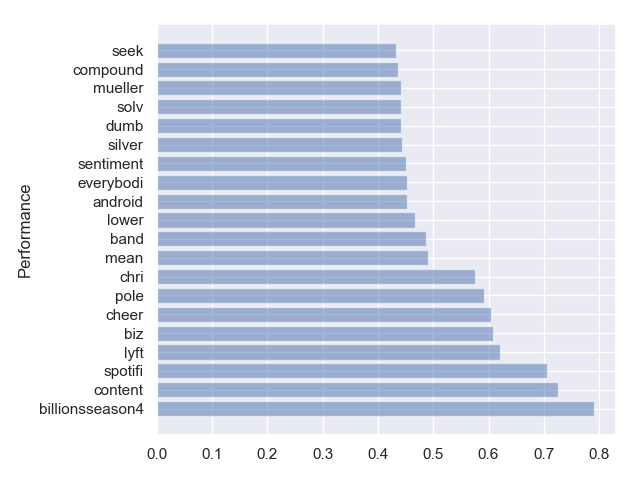 seek
compound
mueller
solv
dumb
silver
sentiment
everybodi
android
lower
band
mean
chri
pole
cheer
biz
lyft
spotifi
content
billionsseason4
Performance
0.0 0.1 0.2 0.3 0.4 0.5 0.6 0.7 0.8